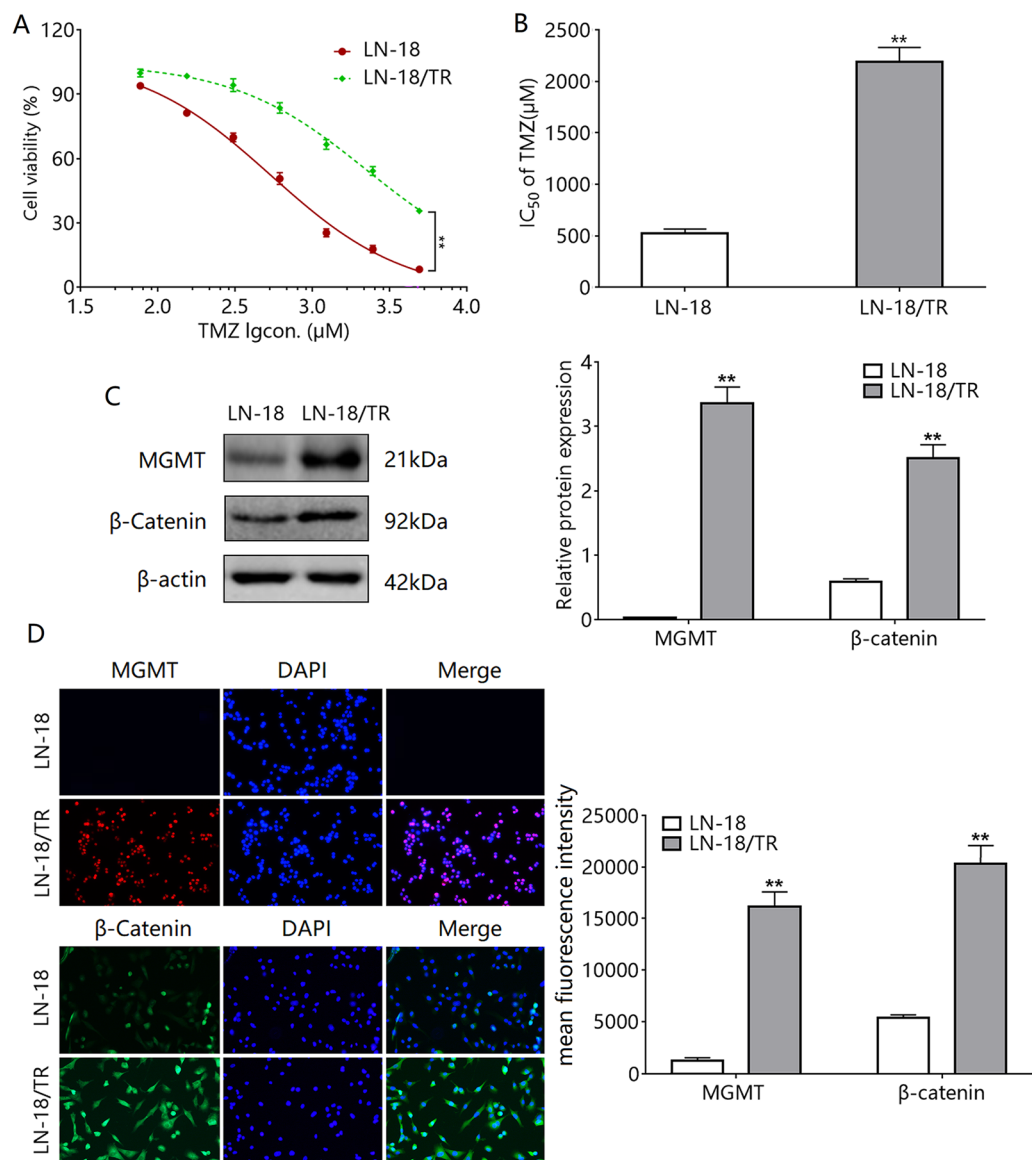 A
120
90
60
30
0
Cell viability (%)
LN-18
LN-18/TR
**
1.5 2.0 2.5 3.0 3.5 4.0
TMZ lgcon. (μM)
B
2500
2000
1500
1000
500
0
IC50 of TMZ(μM)
**
LN-18 LN-18/TR
C
LN-18 LN-18/TR
MGMT 21kDa
β-Catenin 92kDa
β-actin 42kDa
4
3
2
1
0
Relative protein expression
LN-18
LN-18/TR
**
**
MGMT β-catenin
D
MGMT DAPI Merge
LN-18
LN-18/TR
β-Catenin DAPI Merge
LN-18
LN-18/TR
25000
20000
15000
10000
5000
0
mean fluorescence intensity
LN-18
LN-18/TR
**
**
MGMT β-catenin